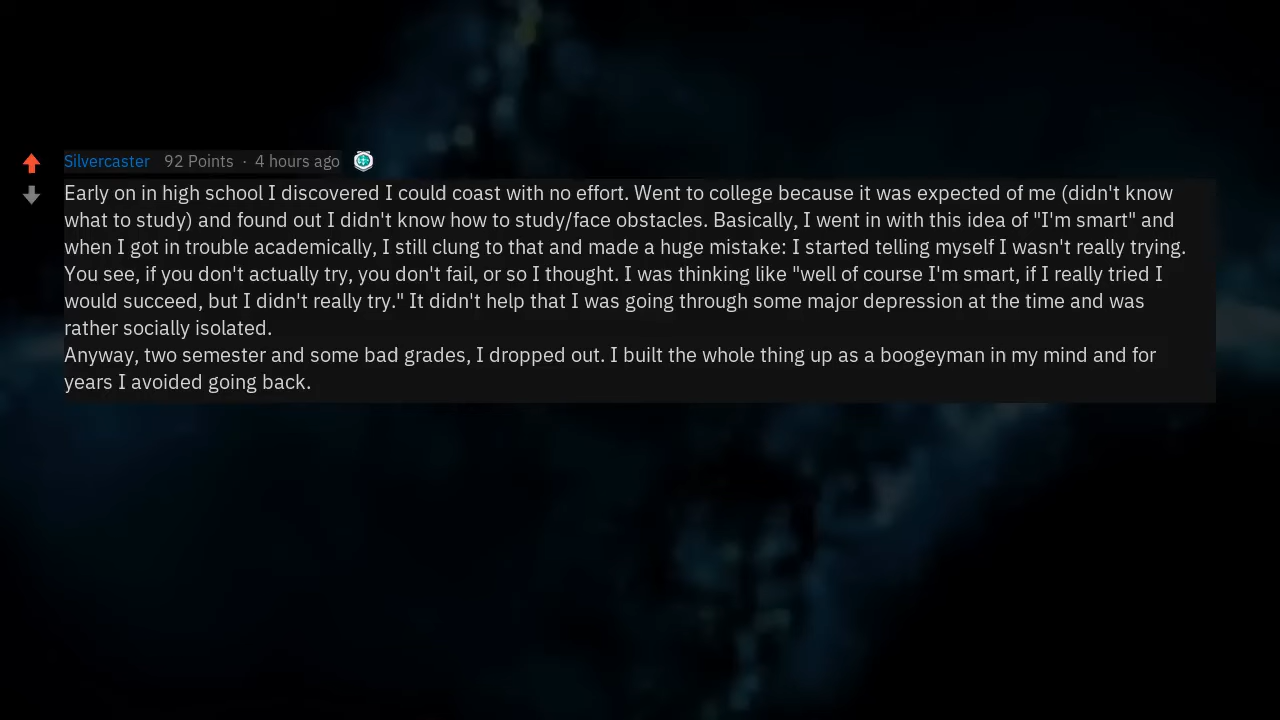 Silvercaster 92 Points · 4 hours ago
Early on in high school I discovered I could coast with no effort. Went to college because it was expected of me (didn't know
what to study) and found out I didn't know how to study/face obstacles. Basically, I went in with this idea of "I'm smart" and
when I got in trouble academically, I still clung to that and made a huge mistake: I started telling myself I wasn't really trying.
You see, if you don't actually try, you don't fail, or so I thought. I was thinking like "well of course I'm smart, if I really tried I
would succeed, but I didn't really try." It didn't help that I was going through some major depression at the time and was
rather socially isolated.
Anyway, two semester and some bad grades, I dropped out. I built the whole thing up as a boogeyman in my mind and for
years I avoided going back.